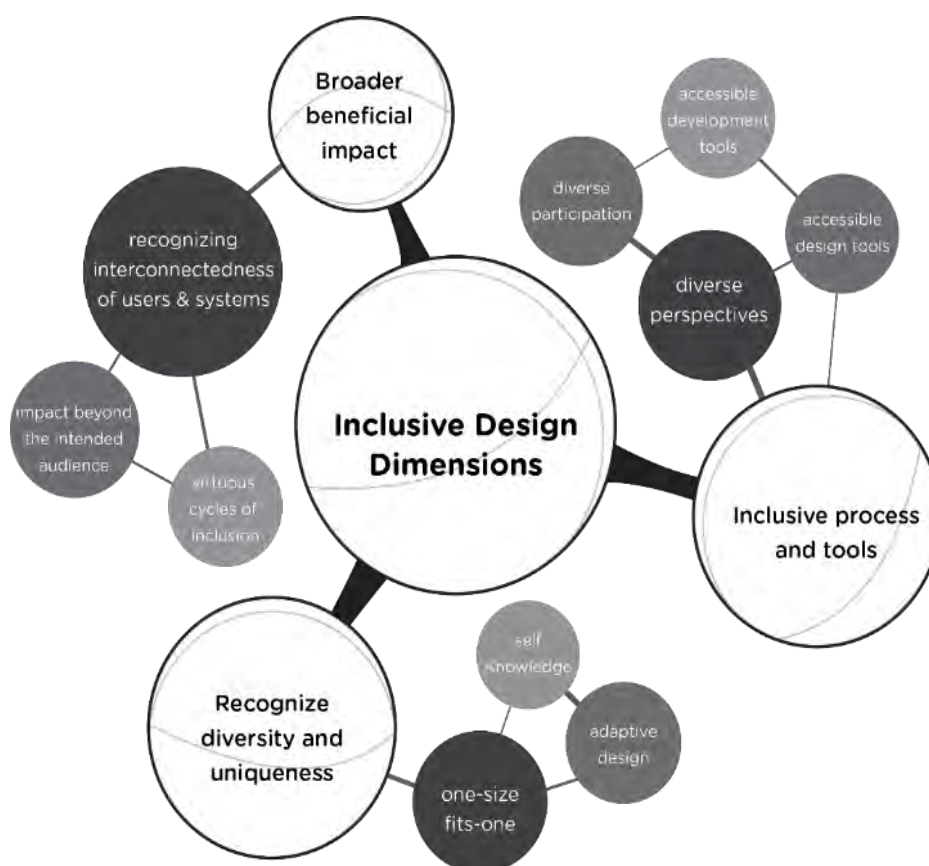 Broader
beneficial
impact
recognizing
interconnectedness
of users & systems
impact beyond
the intended
audience
virtuous
cycles of
inclusion
accessible
development
tools
diverse
participation
accessible
design tools
diverse
perspectives
Inclusive Design
Dimensions
Inclusive process
and tools
Recognize
diversity and
uniqueness
self
knowledge
adaptive
design
one-size
fits-one